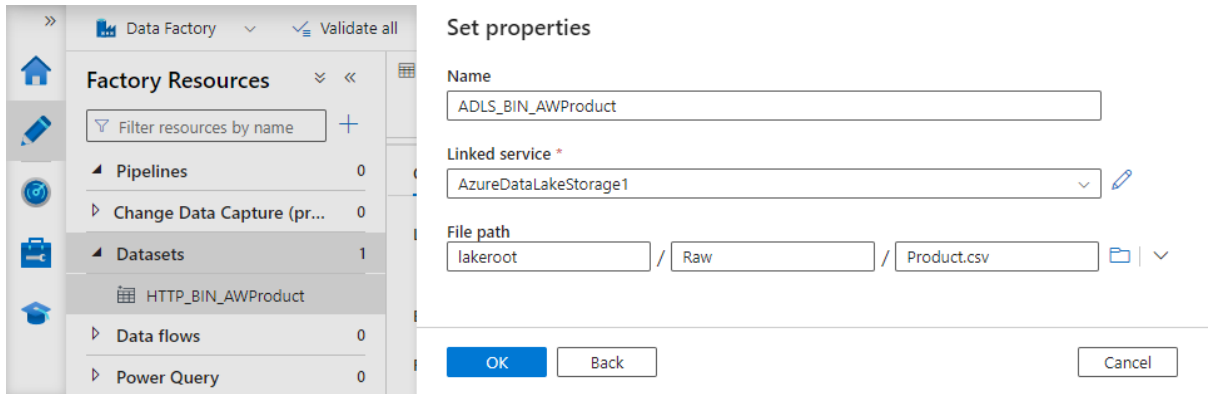 Data Factory
Validate all
Factory Resources
Filter resources by name
Pipelines 0
Change Data Capture (pr... 0
Datasets 1
HTTP_BIN_AWProduct
Data flows 0
Power Query 0
Set properties
Name
ADLS_BIN_AWProduct
Linked service *
AzureDataLakeStorage1
File path
lakeroot / Raw / Product.csv
OK
Back
Cancel